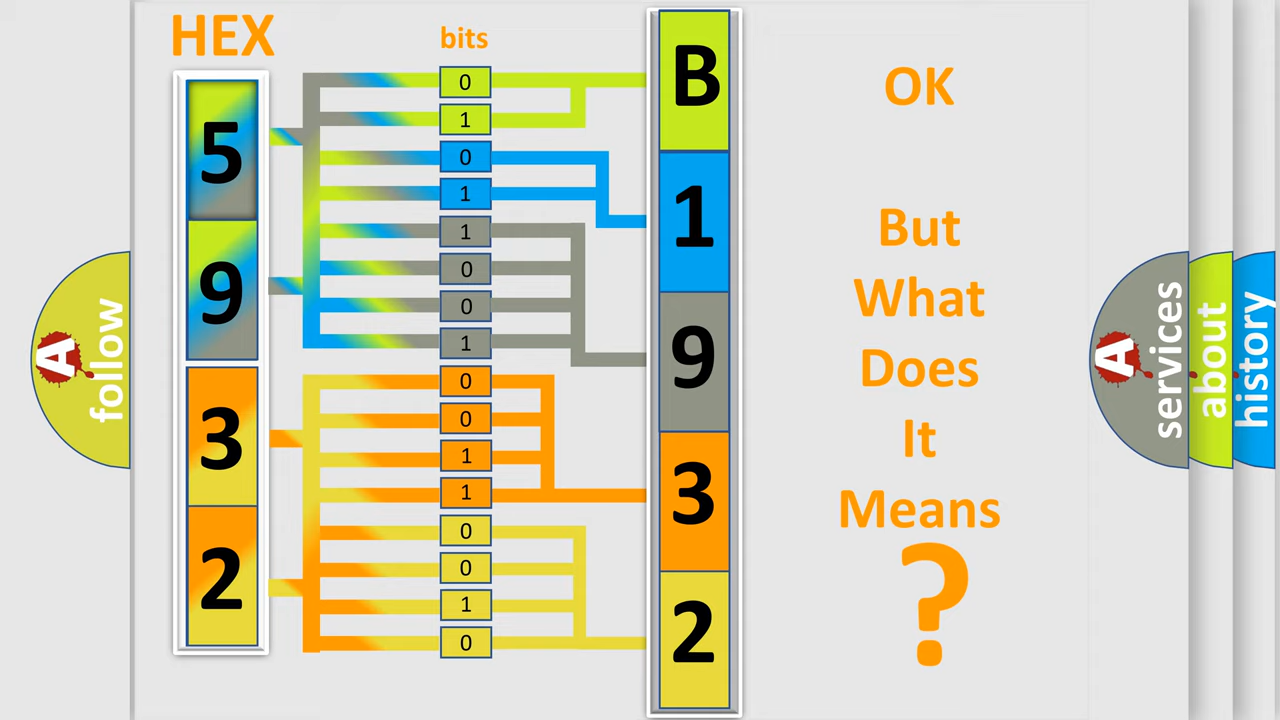 HEX
bits
5
9
3
2
0
1
0
1
1
0
0
1
0
0
1
1
0
0
1
0
B
1
9
3
2
OK
But
What
Does
It
Means
?
A
follow
A
services
about
history